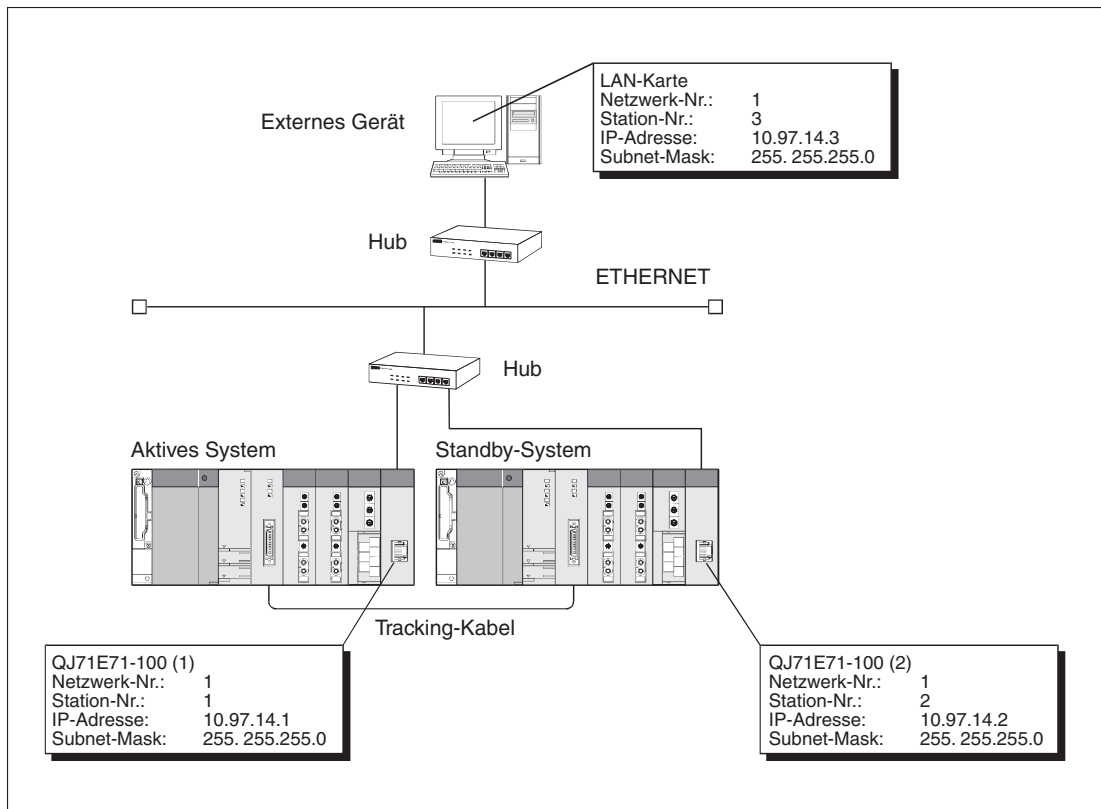 LAN-Karte
Netzwerk-Nr.: 1
Station-Nr.: 3
IP-Adresse: 10.97.14.3
Subnet-Mask: 255. 255.255.0
Externes Gerät
Hub
ETHERNET
Hub
Aktives System
Standby-System
Tracking-Kabel
QJ71E71-100 (1)
Netzwerk-Nr.: 1
Station-Nr.: 1
IP-Adresse: 10.97.14.1
Subnet-Mask: 255. 255.255.0
QJ71E71-100 (2)
Netzwerk-Nr.: 1
Station-Nr.: 2
IP-Adresse: 10.97.14.2
Subnet-Mask: 255. 255.255.0